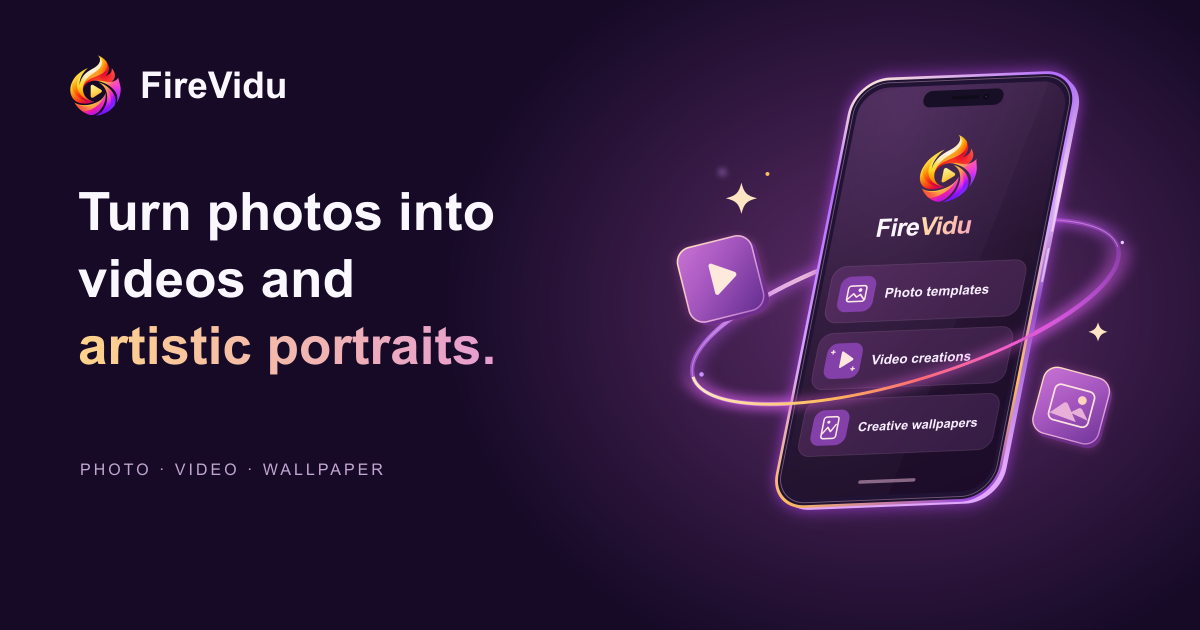 FireVidu
Turn photos into
videos and
artistic portraits.
PHOTO · VIDEO · WALLPAPER
FireVidu
Photo templates
Video creations
Creative wallpapers